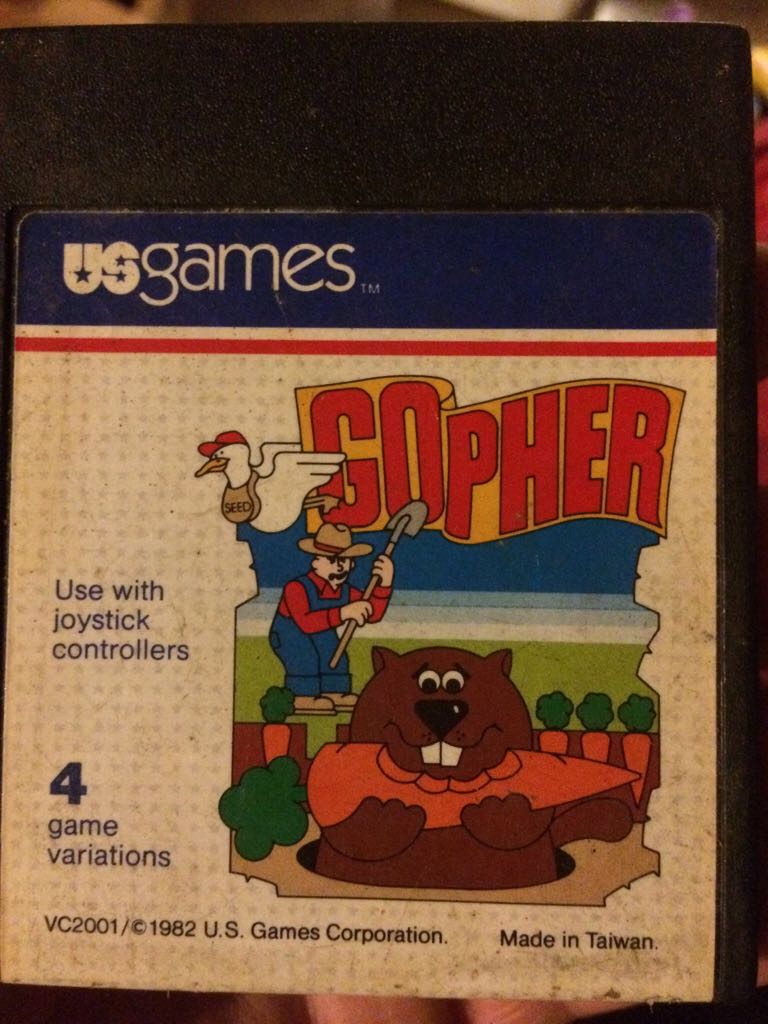 USgames™
GOPHER
SEED
Use with
joystick
controllers
4
game
variations
VC2001/©1982 U.S. Games Corporation.
Made in Taiwan.